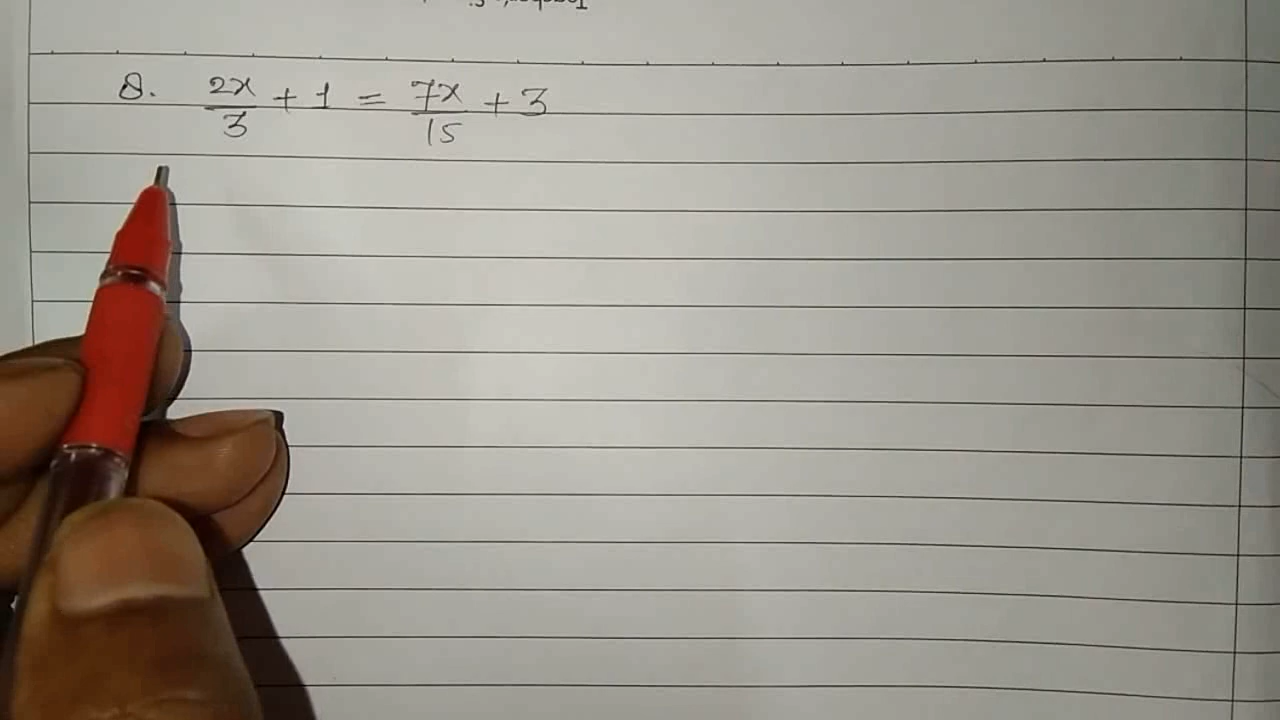 8. 2x/3 + 1 = 7x/15 + 3